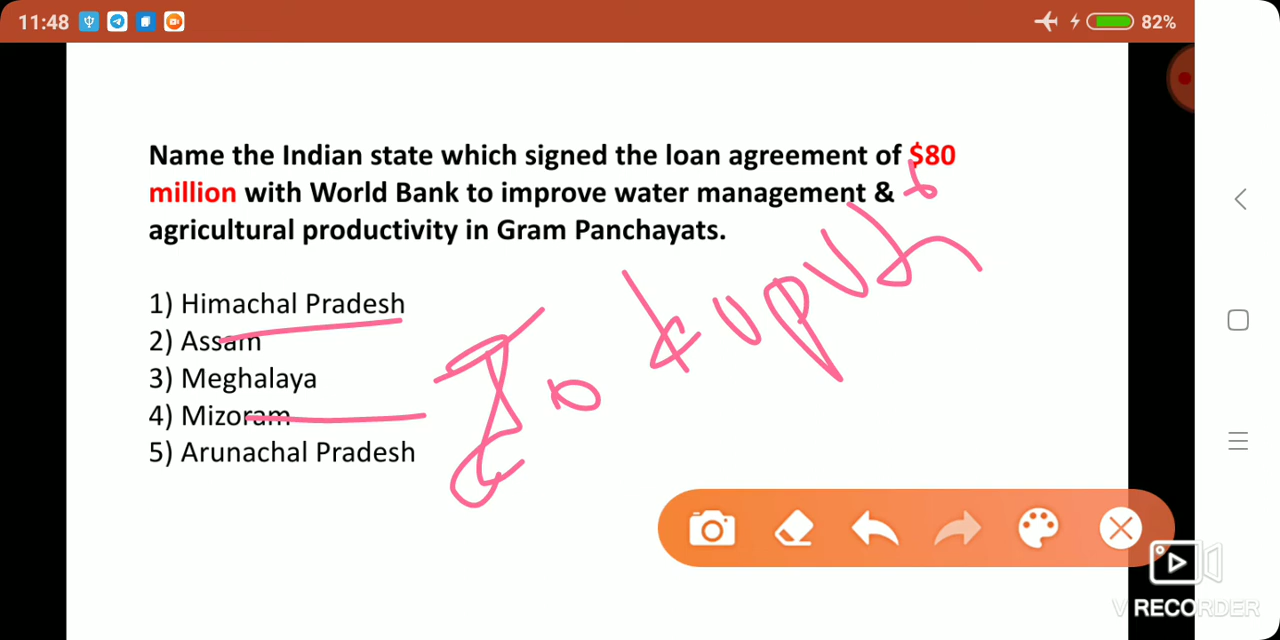 11:48
82%
Name the Indian state which signed the loan agreement of $80
million with World Bank to improve water management &
agricultural productivity in Gram Panchayats.
1) Himachal Pradesh
2) Assam
3) Meghalaya
4) Mizoram
5) Arunachal Pradesh
V RECORDER